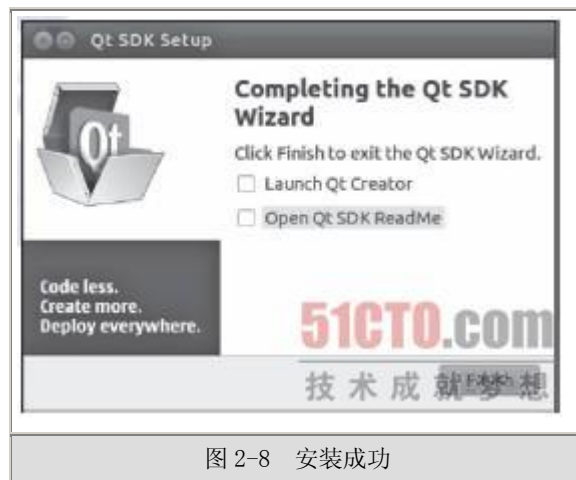 Qt SDK Setup
Qt
Completing the Qt SDK
Wizard
Click Finish to exit the Qt SDK Wizard.
Launch Qt Creator
Open Qt SDK ReadMe
Code less.
Create more.
Deploy everywhere.
51CTO.com
技术成就梦想
Finish
图 2-8 安装成功